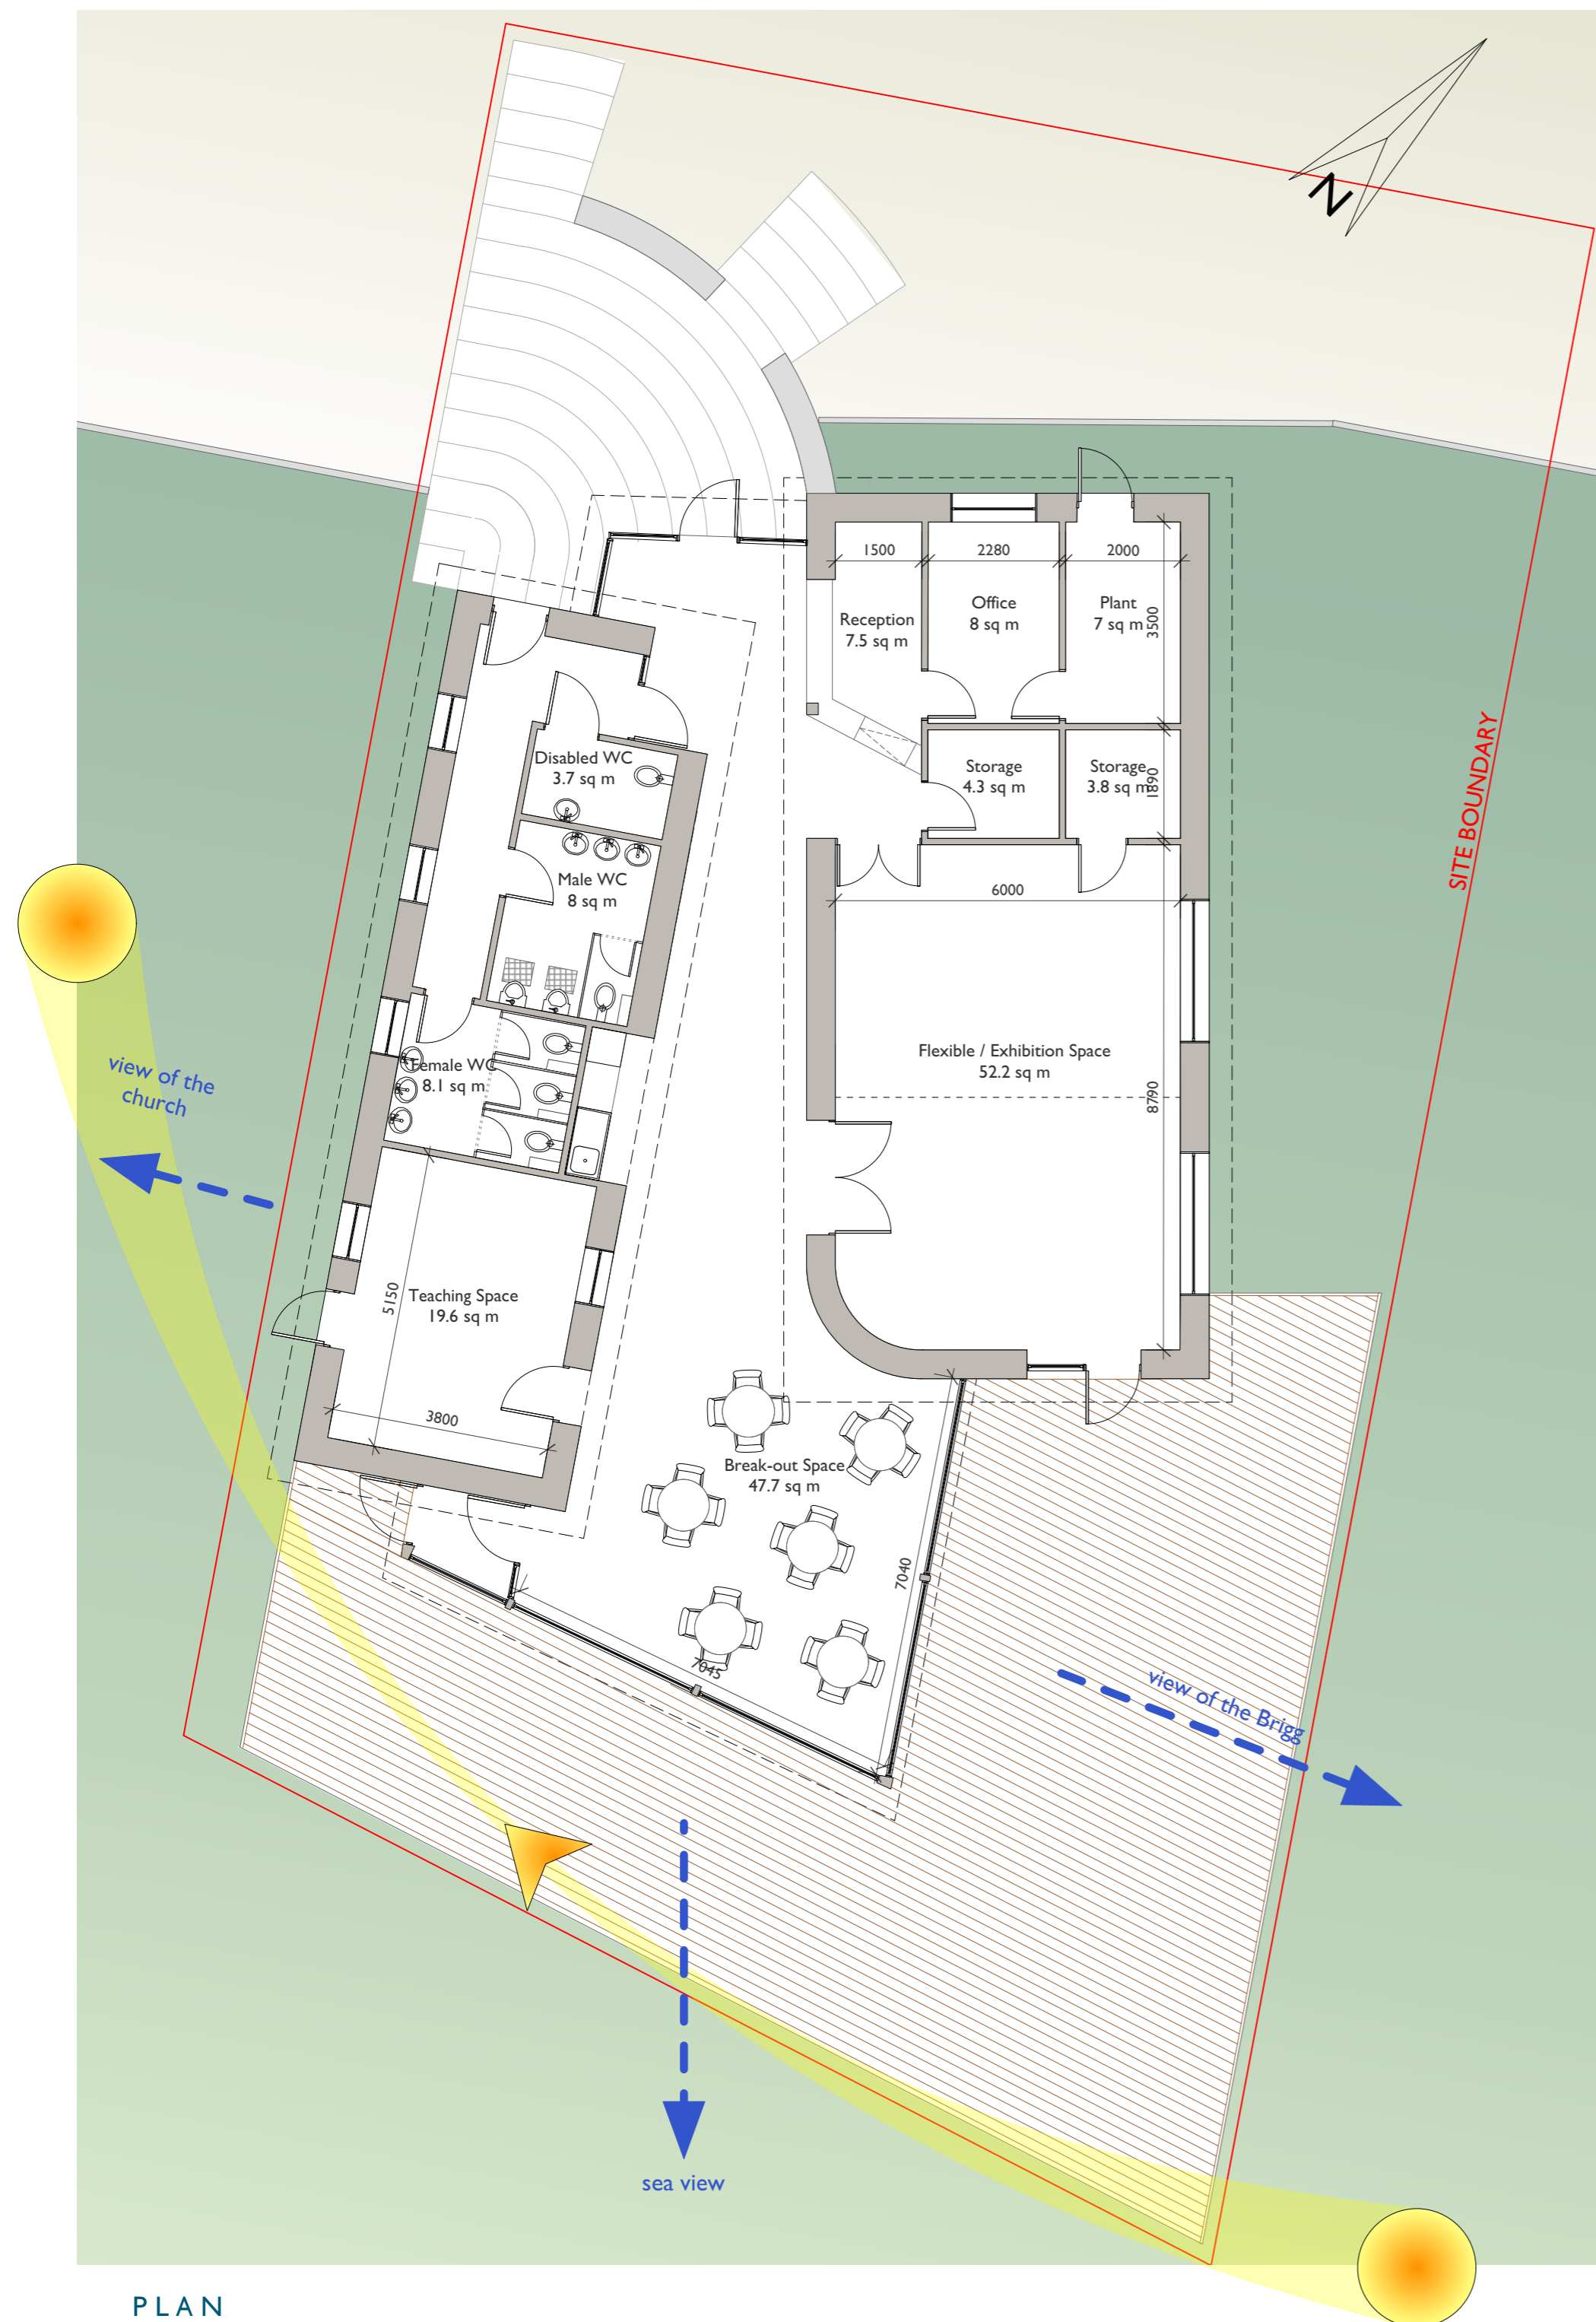 N
1500
2280
2000
Reception
7.5 sq m
Office
8 sq m
Plant
7 sq m
3500
SITE BOUNDARY
Disabled WC
3.7 sq m
Storage
4.3 sq m
Storage
3.8 sq m
1890
Male WC
8 sq m
6000
Flexible / Exhibition Space
52.2 sq m
8790
view of the
church
Female WC
8.1 sq m
5150
Teaching Space
19.6 sq m
3800
Break-out Space
47.7 sq m
7040
7045
view of the Brigg
sea view
PLAN